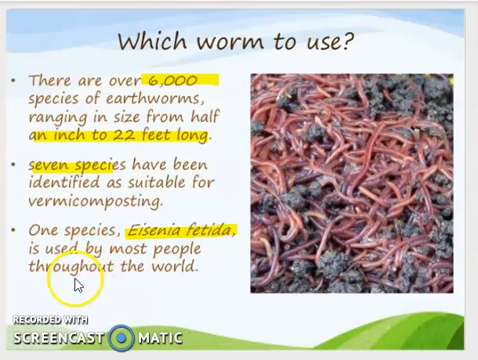 Which worm to use?
• There are over 6,000
species of earthworms,
ranging in size from half
an inch to 22 feet long.
• seven species have been
identified as suitable for
vermicomposting.
• One species, Eisenia fetida,
is used by most people
throughout the world.
RECORDED WITH
SCREENCAST MATIC